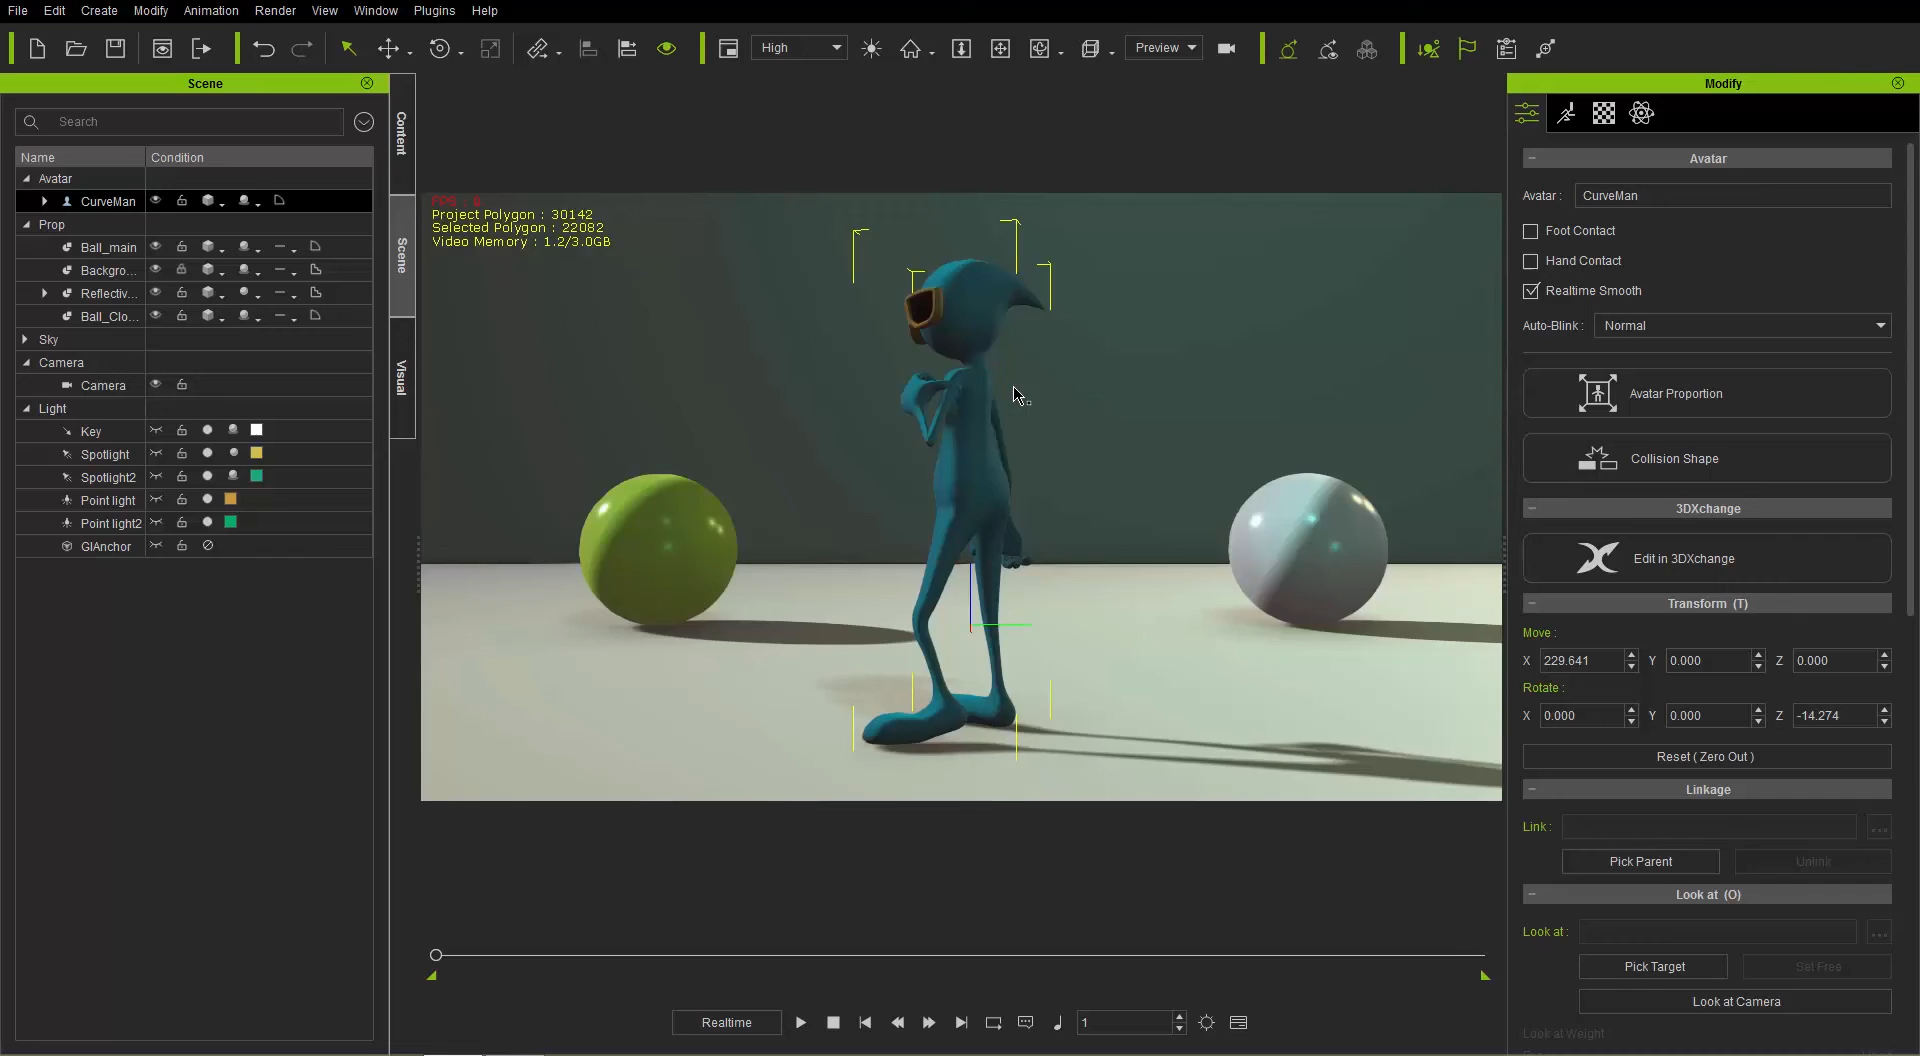 File Edit Create Modify Animation Render View Window Plugins Help
High Preview
Scene
Search
Name Condition
Avatar
CurveMan
Prop
Ball_main
Backgro...
Reflectiv...
Ball_Clo...
Sky
Camera
Camera
Light
Key
Spotlight
Spotlight2
Point light
Point light2
GIAnchor
Content
Scene
Visual
FPS : 0
Project Polygon : 30142
Selected Polygon : 22082
Video Memory : 1.2/3.0GB
Realtime 1
Modify
Avatar
Avatar : CurveMan
Foot Contact
Hand Contact
Realtime Smooth
Auto-Blink : Normal
Avatar Proportion
Collision Shape
3DXchange
Edit in 3DXchange
Transform (T)
Move :
X 229.641 Y 0.000 Z 0.000
Rotate :
X 0.000 Y 0.000 Z -14.274
Reset ( Zero Out )
Linkage
Link : ...
Pick Parent Unlink
Look at (O)
Look at : ...
Pick Target Set Free
Look at Camera
Look at Weight